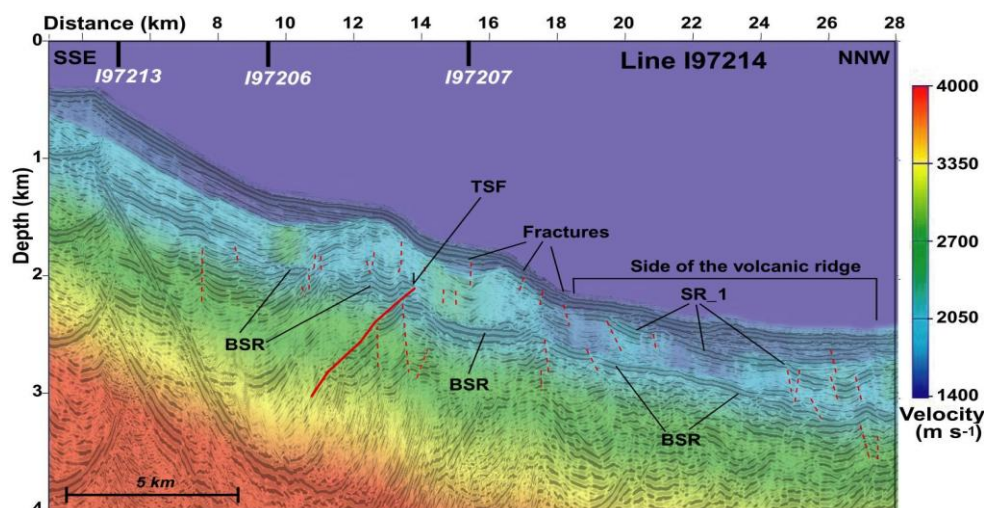 Distance (km) 8 10 12 14 16 18 20 22 24 26 28
0
SSE
I97213
I97206
I97207
Line I97214
NNW
4000
3350
2700
2050
1400
Velocity
(m s-1)
Depth (km)
1
2
3
4
TSF
Fractures
Side of the volcanic ridge
SR_1
BSR
BSR
BSR
5 km